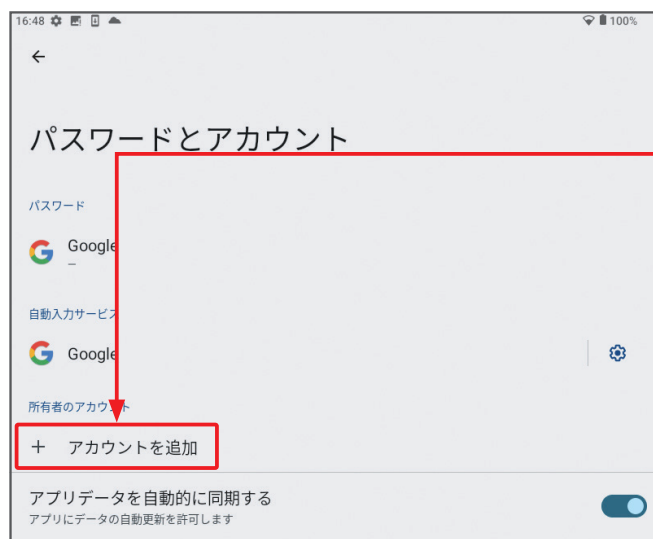 16:48 100%
パスワードとアカウント
パスワード
Google
–
自動入力サービス
Google
所有者のアカウント
+ アカウントを追加
アプリデータを自動的に同期する
アプリにデータの自動更新を許可します